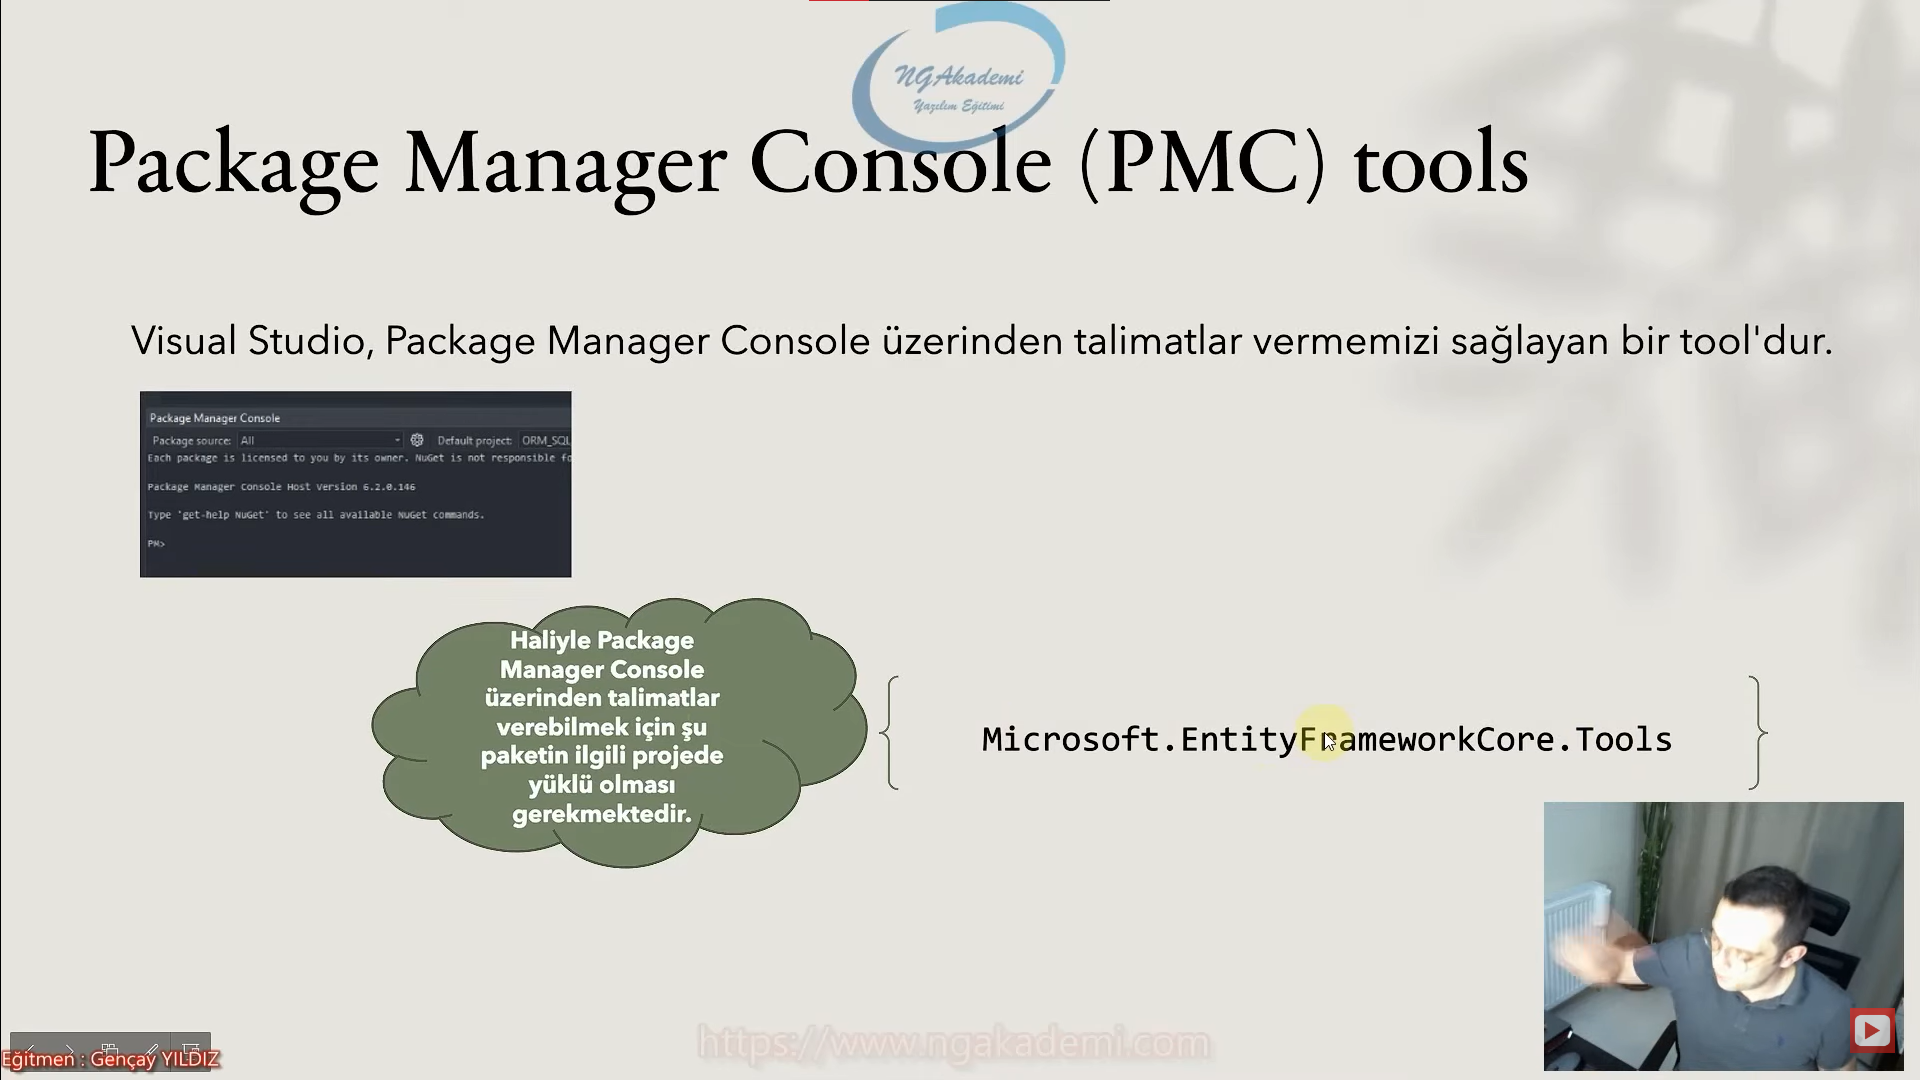 NGAkademi
Yazılım Eğitimi
Package Manager Console (PMC) tools
Visual Studio, Package Manager Console üzerinden talimatlar vermemizi sağlayan bir tool'dur.
Package Manager Console
Package source: All
Default project: ORM_SQL
Each package is licensed to you by its owner. NuGet is not responsible fo
Package Manager Console Host Version 6.2.0.146
Type 'get-help NuGet' to see all available NuGet commands.
PM>
Haliyle Package
Manager Console
üzerinden talimatlar
verebilmek için şu
paketin ilgili projede
yüklü olması
gerekmektedir.
Microsoft.EntityFrameworkCore.Tools
https://www.ngakademi.com
Eğitmen : Gençay YILDIZ